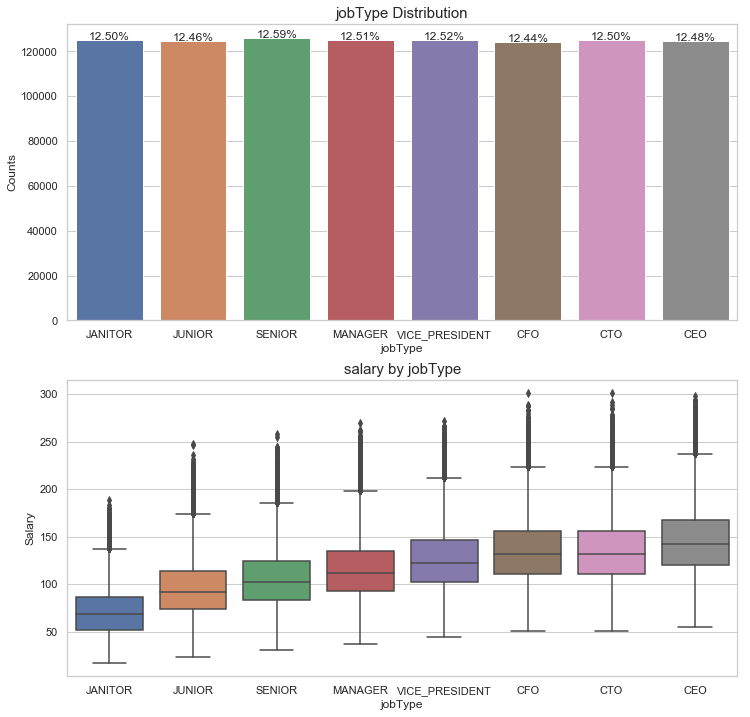 jobType Distribution
12.50% 12.46% 12.59% 12.51% 12.52% 12.44% 12.50% 12.48%
120000
100000
80000
60000
40000
20000
0
Counts
JANITOR JUNIOR SENIOR MANAGER VICE_PRESIDENT CFO CTO CEO
jobType
salary by jobType
300
250
200
150
100
50
Salary
JANITOR JUNIOR SENIOR MANAGER VICE_PRESIDENT CFO CTO CEO
jobType